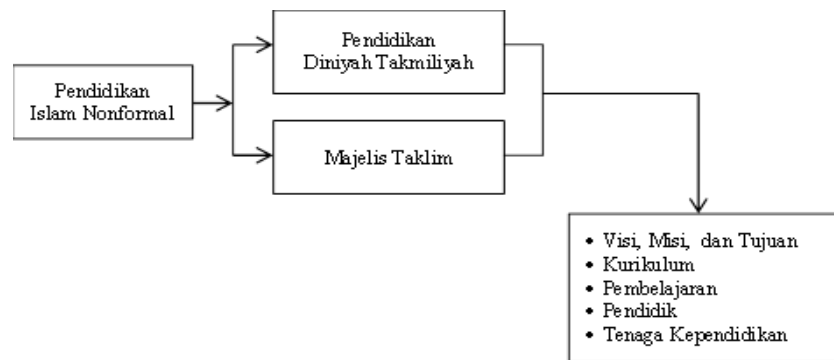 Pendidikan
Islam Nonformal
Pendidikan
Diniyah Takmiliyah
Majelis Taklim
• Visi, Misi, dan Tujuan
• Kurikulum
• Pembelajaran
• Pendidik
• Tenaga Kependidikan